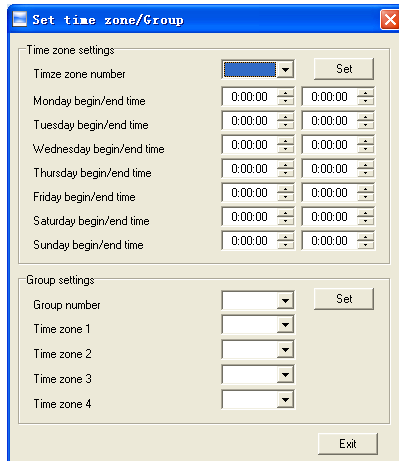 Set time zone/Group
Time zone settings
Timze zone number Set
Monday begin/end time 0:00:00 0:00:00
Tuesday begin/end time 0:00:00 0:00:00
Wednesday begin/end time 0:00:00 0:00:00
Thursday begin/end time 0:00:00 0:00:00
Friday begin/end time 0:00:00 0:00:00
Saturday begin/end time 0:00:00 0:00:00
Sunday begin/end time 0:00:00 0:00:00
Group settings
Group number Set
Time zone 1
Time zone 2
Time zone 3
Time zone 4
Exit